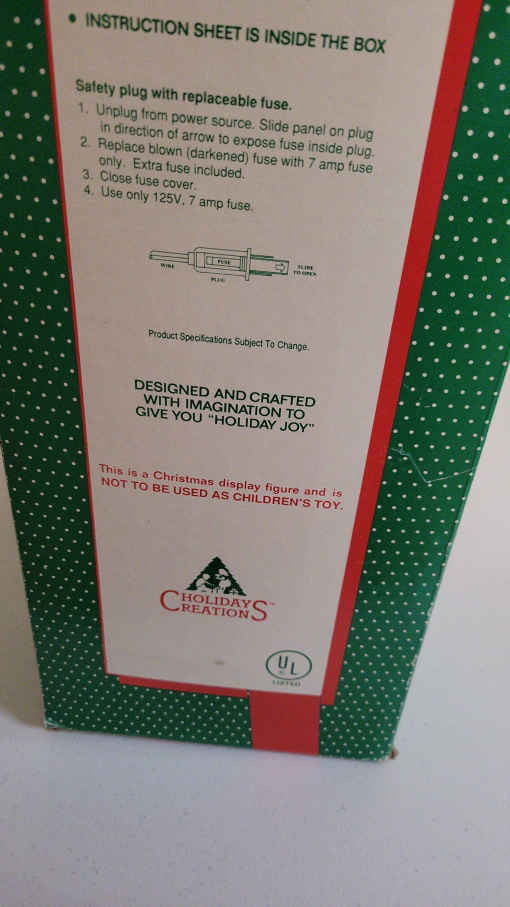 • INSTRUCTION SHEET IS INSIDE THE BOX
Safety plug with replaceable fuse.
1. Unplug from power source. Slide panel on plug
in direction of arrow to expose fuse inside plug.
2. Replace blown (darkened) fuse with 7 amp fuse
only. Extra fuse included.
3. Close fuse cover.
4. Use only 125V, 7 amp fuse.
WIRE
FUSE
PLUG
SLIDE
TO OPEN
Product Specifications Subject To Change.
DESIGNED AND CRAFTED
WITH IMAGINATION TO
GIVE YOU "HOLIDAY JOY"
This is a Christmas display figure and is
NOT TO BE USED AS CHILDREN'S TOY.
HOLIDAY CREATIONS™
UL
LISTED